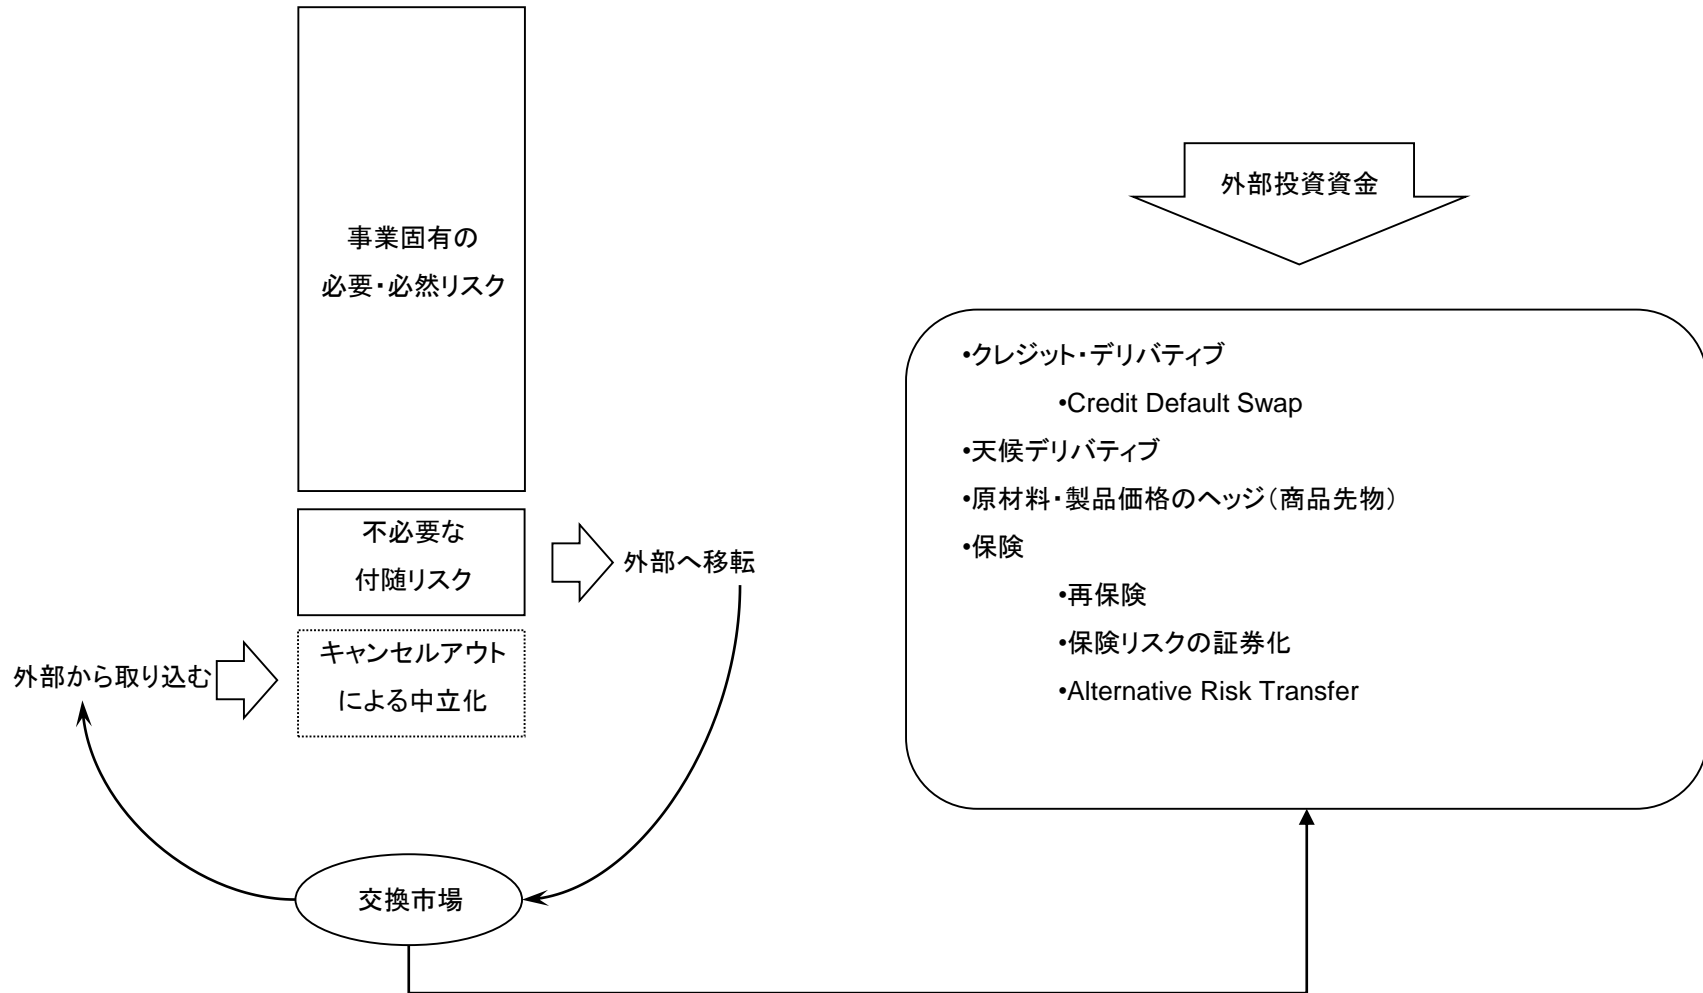 事業固有の
必要・必然リスク
不必要な
付随リスク
外部へ移転
キャンセルアウト
による中立化
外部から取り込む
交換市場
外部投資資金
•クレジット・デリバティブ
•Credit Default Swap
•天候デリバティブ
•原材料・製品価格のヘッジ（商品先物）
•保険
•再保険
•保険リスクの証券化
•Alternative Risk Transfer